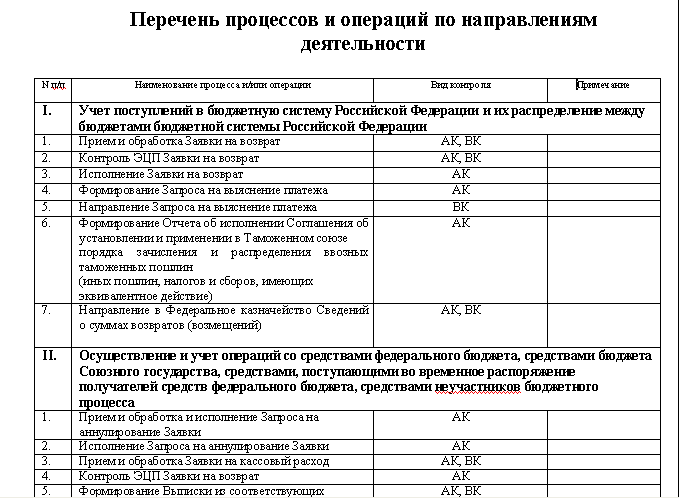 Перечень процессов и операций по направлениям
деятельности
N п/д Наименование процесса и/или операции Вид контроля Примечание
I. Учет поступлений в бюджетную систему Российской Федерации и их распределение между
бюджетами бюджетной системы Российской Федерации
1. Прием и обработка Заявки на возврат АК, ВК
2. Контроль ЭЦП Заявки на возврат АК, ВК
3. Исполнение Заявки на возврат АК
4. Формирование Запроса на выяснение платежа АК
5. Направление Запроса на выяснение платежа ВК
6. Формирование Отчета об исполнении Соглашения об АК
установлении и применении в Таможенном союзе
порядка зачисления и распределения ввозных
таможенных пошлин
(иных пошлин, налогов и сборов, имеющих
эквивалентное действие)
7. Направление в Федеральное казначейство Сведений АК, ВК
о суммах возвратов (возмещений)
II. Осуществление и учет операций со средствами федерального бюджета, средствами бюджета
Союзного государства, средствами, поступающими во временное распоряжение
получателей средств федерального бюджета, средствами неучастников бюджетного
процесса
1. Прием и обработка и исполнение Запроса на АК
аннулирование Заявки
2. Исполнение Запроса на аннулирование Заявки АК
3. Прием и обработка Заявки на кассовый расход АК, ВК
4. Контроль ЭЦП Заявки на возврат АК
5. Формирование Выписки из соответствующих АК, ВК